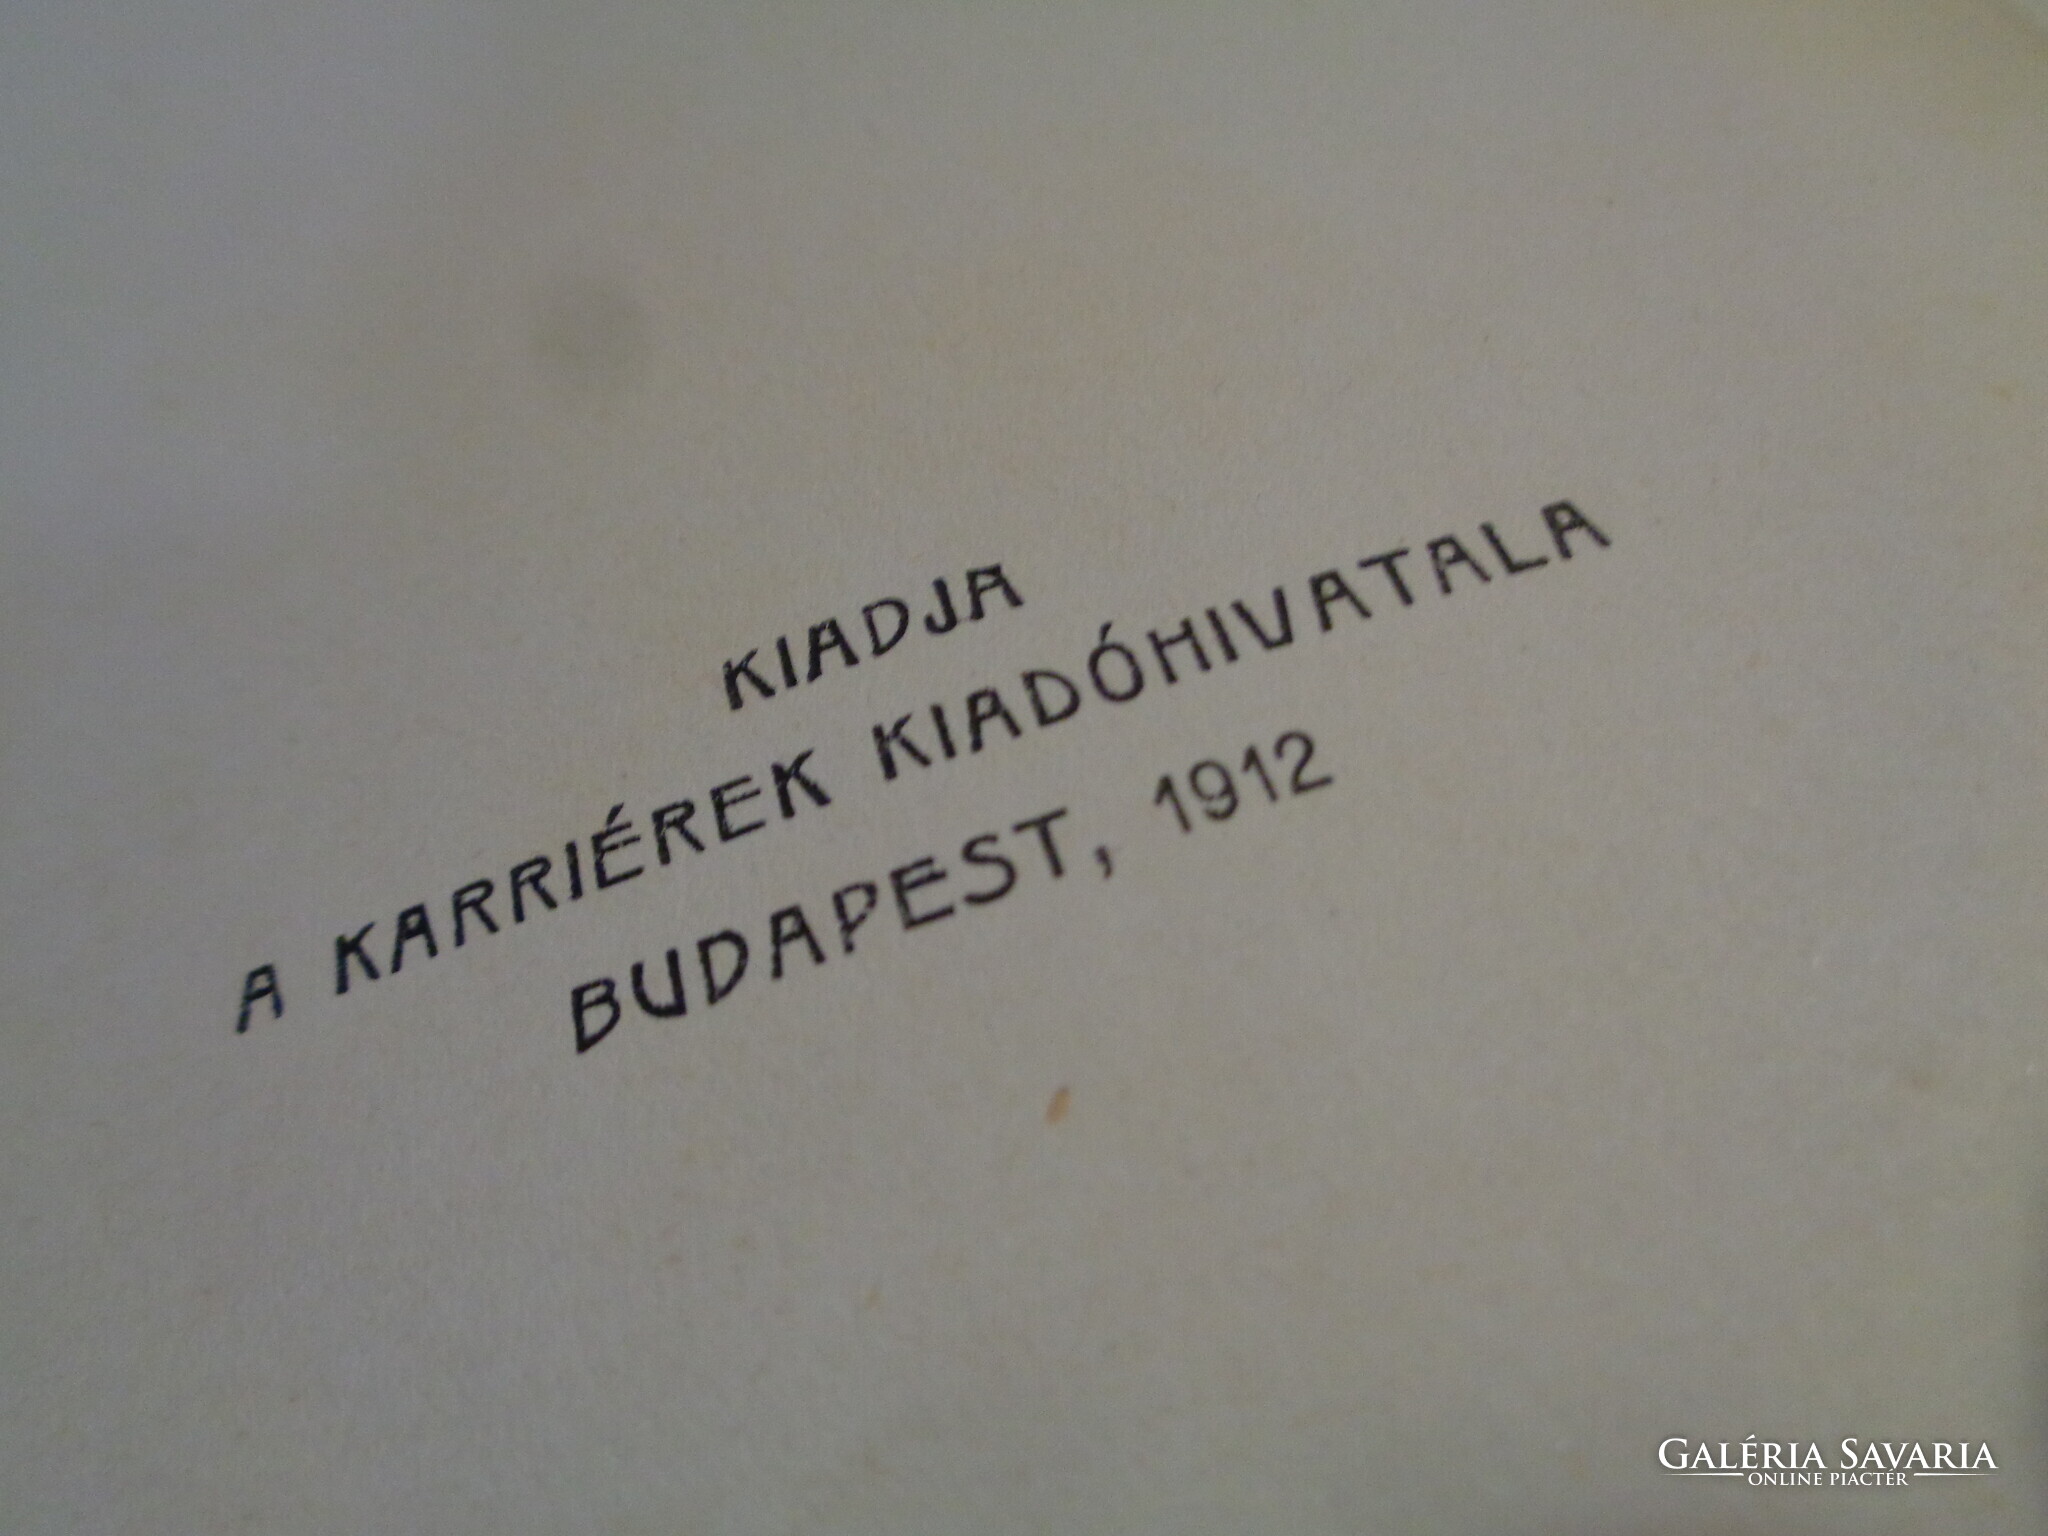 KIADJA
A KARRIÉREK KIADÓHIVATALA
BUDAPEST, 1912
GALÉRIA SAVARIA
ONLINE PIACTÉR